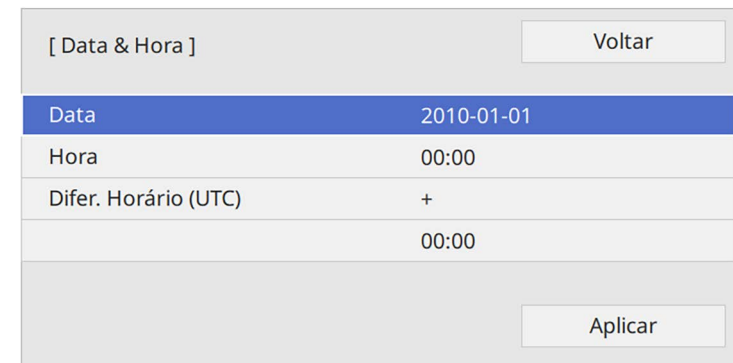 [ Data & Hora ] Voltar
Data 2010-01-01
Hora 00:00
Difer. Horário (UTC) +
00:00
Aplicar